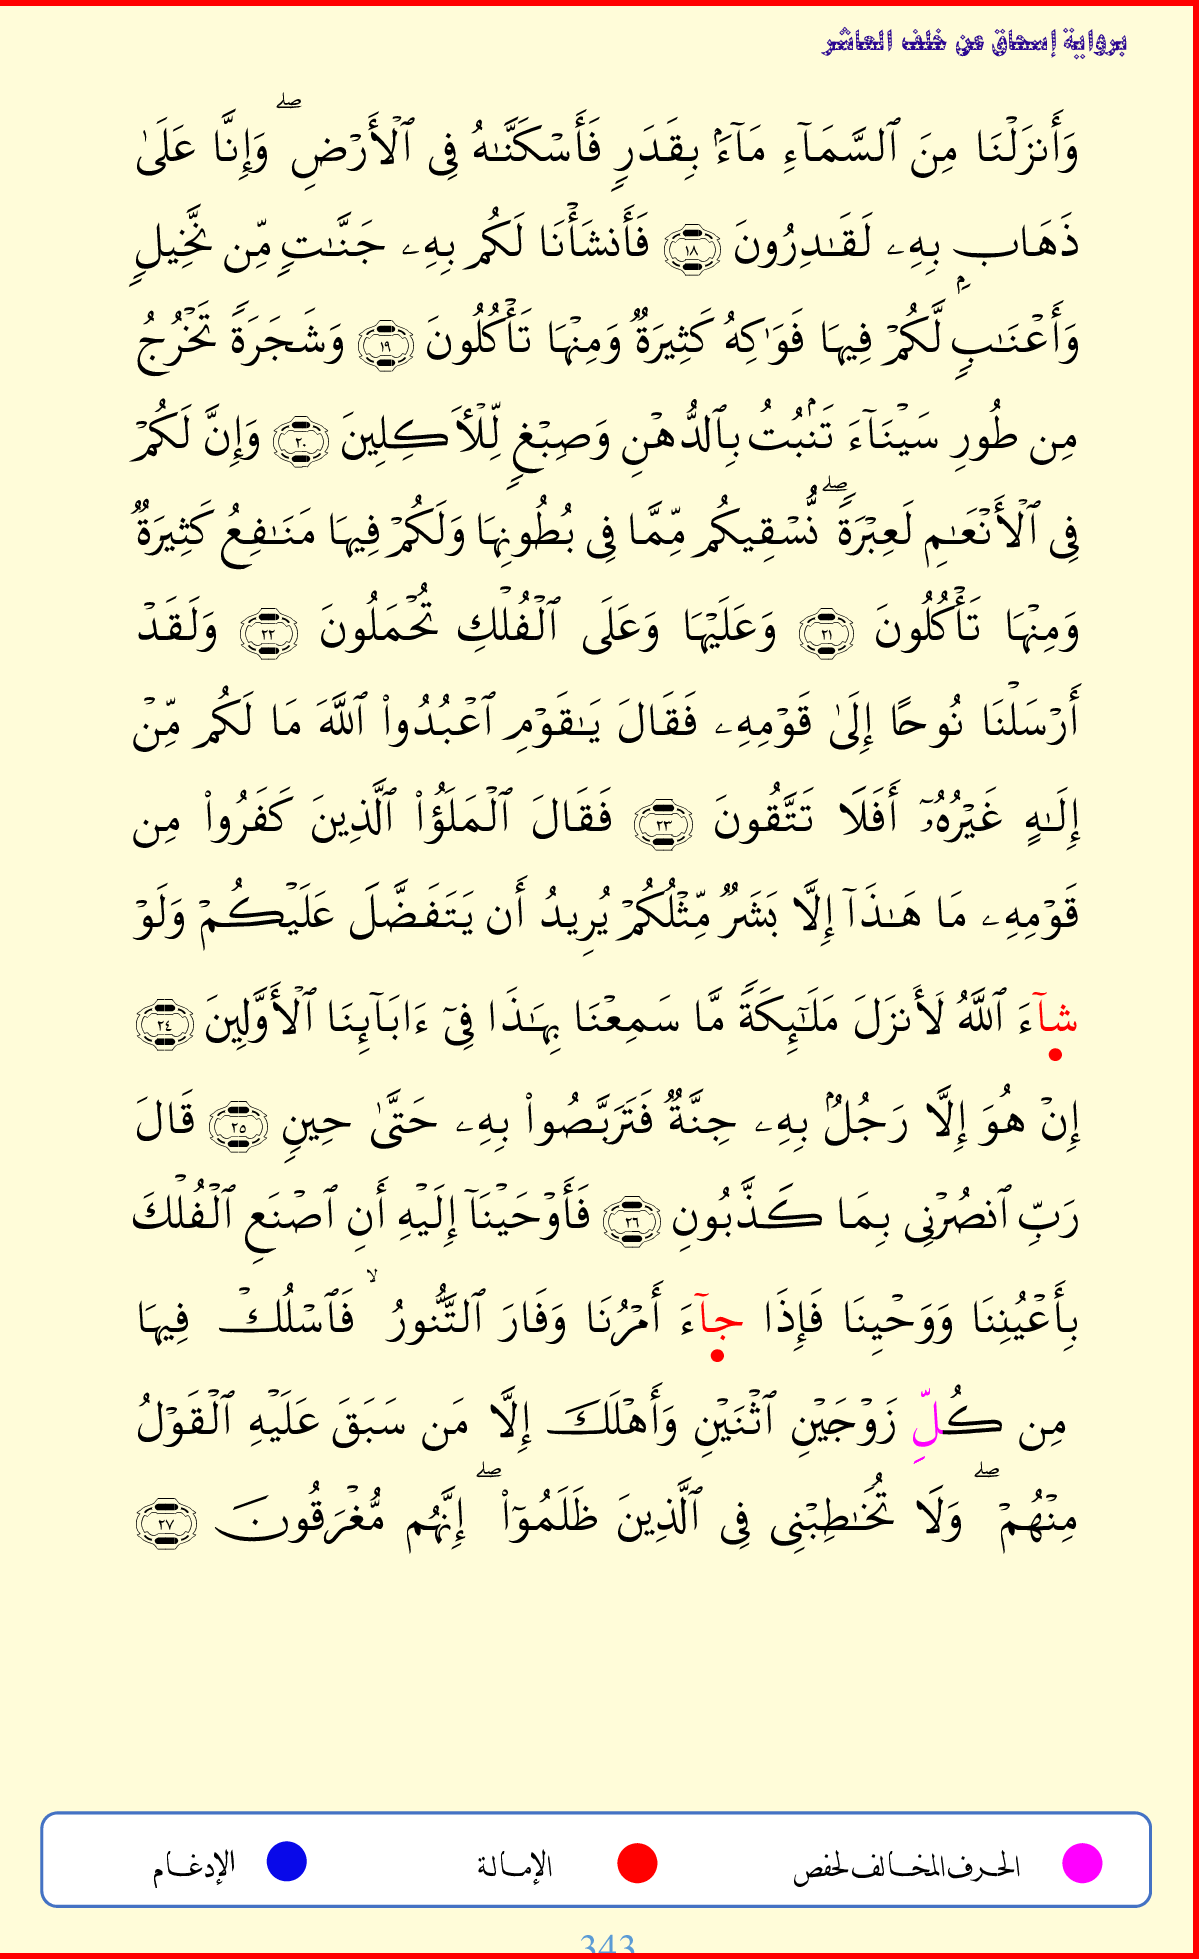 برواية إسحاق عن خلف العاشر
وَأَنزَلۡنَا مِنَ ٱلسَّمَآءِ مَآءَۢ بِقَدَرٖ فَأَسۡكَنَّـٰهُ فِي ٱلۡأَرۡضِۖ وَإِنَّا عَلَىٰ
ذَهَابِۭ بِهِۦ لَقَـٰدِرُونَ ١٨ فَأَنشَأۡنَا لَكُم بِهِۦ جَنَّـٰتٖ مِّن نَّخِيلٖ
وَأَعۡنَـٰبٖ لَّكُمۡ فِيهَا فَوَٰكِهُ كَثِيرَةٞ وَمِنۡهَا تَأۡكُلُونَ ١٩ وَشَجَرَةٗ تَخۡرُجُ
مِن طُورِ سَيۡنَآءَ تَنۢبُتُ بِٱلدُّهۡنِ وَصِبۡغٖ لِّلۡأٓكِلِينَ ٢٠ وَإِنَّ لَكُمۡ
فِي ٱلۡأَنۡعَـٰمِ لَعِبۡرَةٗۖ نُّسۡقِيكُم مِّمَّا فِي بُطُونِهَا وَلَكُمۡ فِيهَا مَنَـٰفِعُ كَثِيرَةٞ
وَمِنۡهَا تَأۡكُلُونَ ٢١ وَعَلَيۡهَا وَعَلَى ٱلۡفُلۡكِ تُحۡمَلُونَ ٢٢ وَلَقَدۡ
أَرۡسَلۡنَا نُوحًا إِلَىٰ قَوۡمِهِۦ فَقَالَ يَـٰقَوۡمِ ٱعۡبُدُواْ ٱللَّهَ مَا لَكُم مِّنۡ
إِلَـٰهٍ غَيۡرُهُۥٓ أَفَلَا تَتَّقُونَ ٢٣ فَقَالَ ٱلۡمَلَؤُاْ ٱلَّذِينَ كَفَرُواْ مِن
قَوۡمِهِۦ مَا هَـٰذَآ إِلَّا بَشَرٞ مِّثۡلُكُمۡ يُرِيدُ أَن يَتَفَضَّلَ عَلَيۡكُمۡ وَلَوۡ
شَآءَ ٱللَّهُ لَأَنزَلَ مَلَـٰٓئِكَةٗ مَّا سَمِعۡنَا بِهَـٰذَا فِيٓ ءَابَآئِنَا ٱلۡأَوَّلِينَ ٢٤
إِنۡ هُوَ إِلَّا رَجُلُۢ بِهِۦ جِنَّةٞ فَتَرَبَّصُواْ بِهِۦ حَتَّىٰ حِينٖ ٢٥ قَالَ
رَبِّ ٱنصُرۡنِي بِمَا كَذَّبُونِ ٢٦ فَأَوۡحَيۡنَآ إِلَيۡهِ أَنِ ٱصۡنَعِ ٱلۡفُلۡكَ
بِأَعۡيُنِنَا وَوَحۡيِنَا فَإِذَا جَآءَ أَمۡرُنَا وَفَارَ ٱلتَّنُّورُۙ فَٱسۡلُكۡ فِيهَا
مِن كُلِّ زَوۡجَيۡنِ ٱثۡنَيۡنِ وَأَهۡلَكَ إِلَّا مَن سَبَقَ عَلَيۡهِ ٱلۡقَوۡلُ
مِنۡهُمۡۖ وَلَا تُخَـٰطِبۡنِي فِي ٱلَّذِينَ ظَلَمُوٓاْۖ إِنَّهُم مُّغۡرَقُونَ ٢٧
الحرف المخالف لحفص الإمالة الإدغام
343